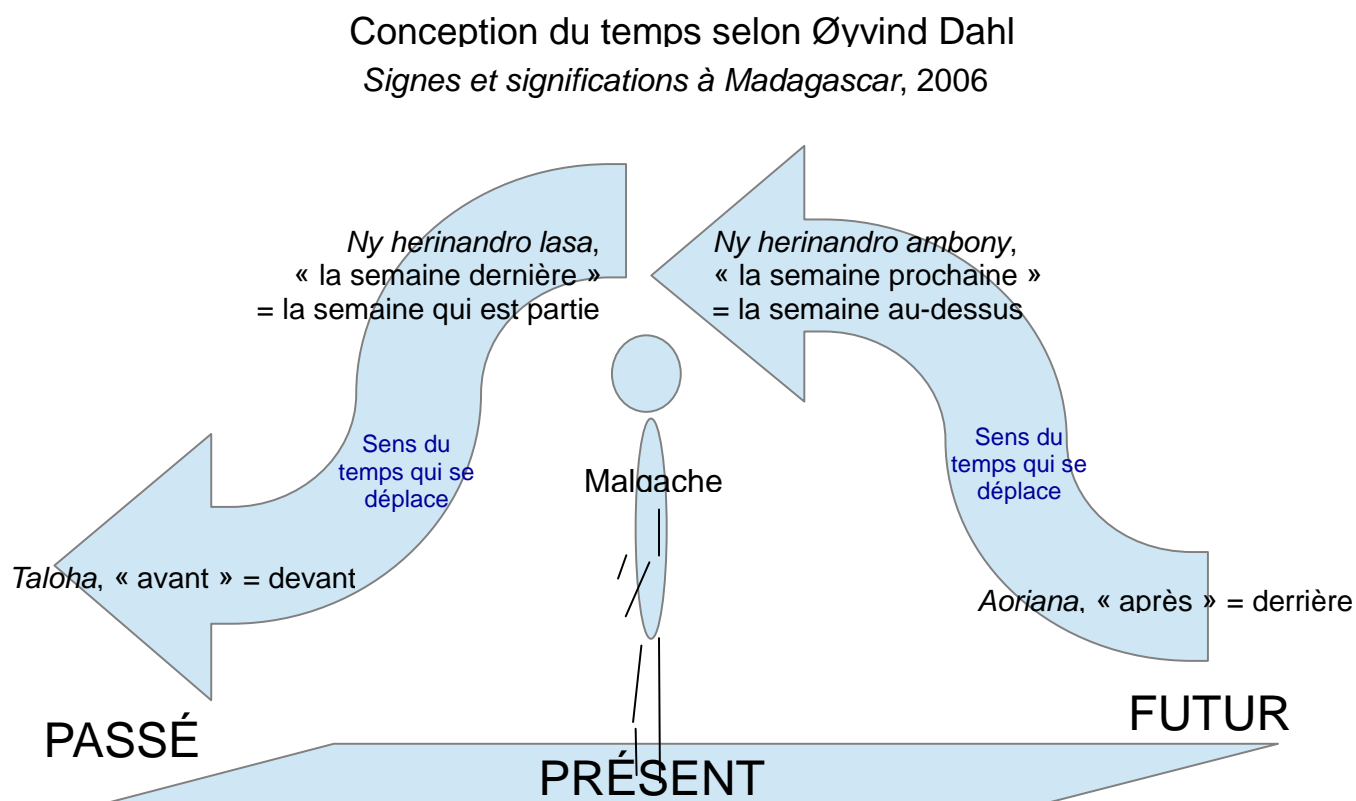 Conception du temps selon Øyvind Dahl
Signes et significations à Madagascar, 2006
Ny herinandro lasa,
« la semaine dernière »
= la semaine qui est partie
Ny herinandro ambony,
« la semaine prochaine »
= la semaine au-dessus
Sens du
temps qui se
déplace
Malgache
Sens du
temps qui se
déplace
Taloha, « avant » = devant
Aoriana, « après » = derrière
PASSÉ
FUTUR
PRÉSENT